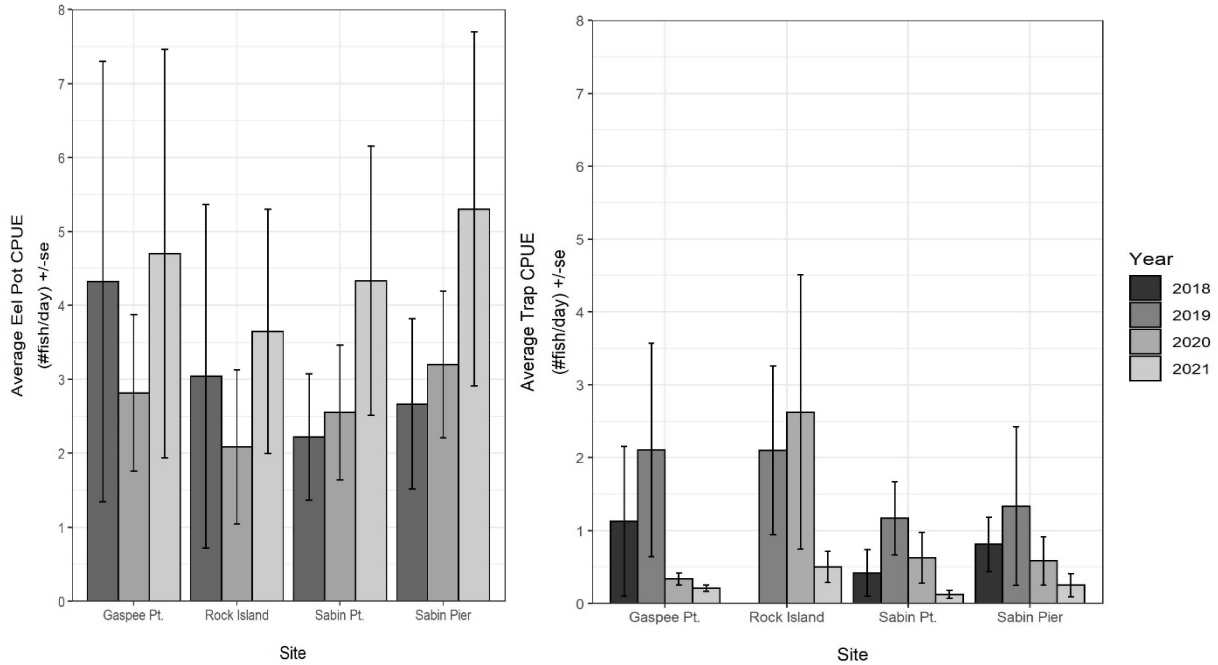 Average Eel Pot CPUE
(#fish/day) +/-se
8
7
6
5
4
3
2
1
0
Gaspee Pt.
Rock Island
Sabin Pt.
Sabin Pier
Site
Average Trap CPUE
(#fish/day) +/-se
8
7
6
5
4
3
2
1
0
Gaspee Pt.
Rock Island
Sabin Pt.
Sabin Pier
Site
Year
2018
2019
2020
2021